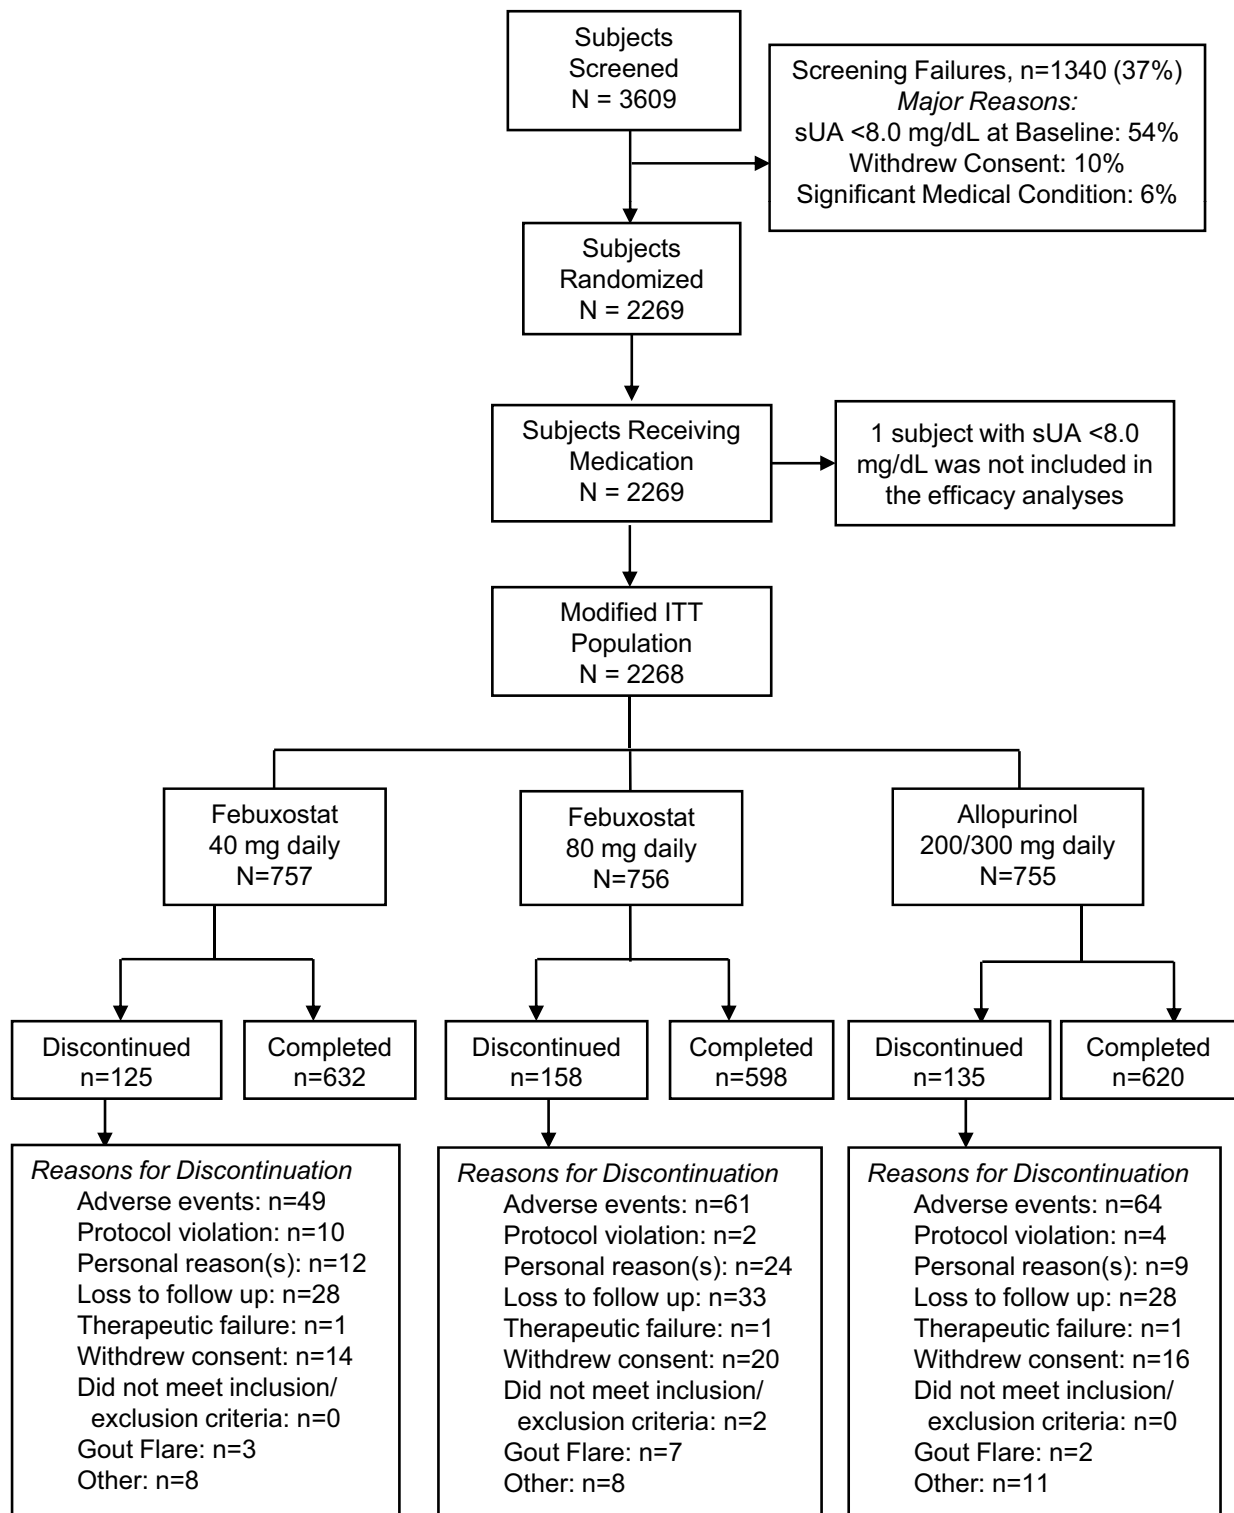 Subjects
Screened
N = 3609
Screening Failures, n=1340 (37%)
Major Reasons:
sUA <8.0 mg/dL at Baseline: 54%
Withdrew Consent: 10%
Significant Medical Condition: 6%
Subjects
Randomized
N = 2269
Subjects Receiving
Medication
N = 2269
1 subject with sUA <8.0
mg/dL was not included in
the efficacy analyses
Modified ITT
Population
N = 2268
Febuxostat
40 mg daily
N=757
Febuxostat
80 mg daily
N=756
Allopurinol
200/300 mg daily
N=755
Discontinued
n=125
Completed
n=632
Discontinued
n=158
Completed
n=598
Discontinued
n=135
Completed
n=620
Reasons for Discontinuation
Adverse events: n=49
Protocol violation: n=10
Personal reason(s): n=12
Loss to follow up: n=28
Therapeutic failure: n=1
Withdrew consent: n=14
Did not meet inclusion/
exclusion criteria: n=0
Gout Flare: n=3
Other: n=8
Reasons for Discontinuation
Adverse events: n=61
Protocol violation: n=2
Personal reason(s): n=24
Loss to follow up: n=33
Therapeutic failure: n=1
Withdrew consent: n=20
Did not meet inclusion/
exclusion criteria: n=2
Gout Flare: n=7
Other: n=8
Reasons for Discontinuation
Adverse events: n=64
Protocol violation: n=4
Personal reason(s): n=9
Loss to follow up: n=28
Therapeutic failure: n=1
Withdrew consent: n=16
Did not meet inclusion/
exclusion criteria: n=0
Gout Flare: n=2
Other: n=11